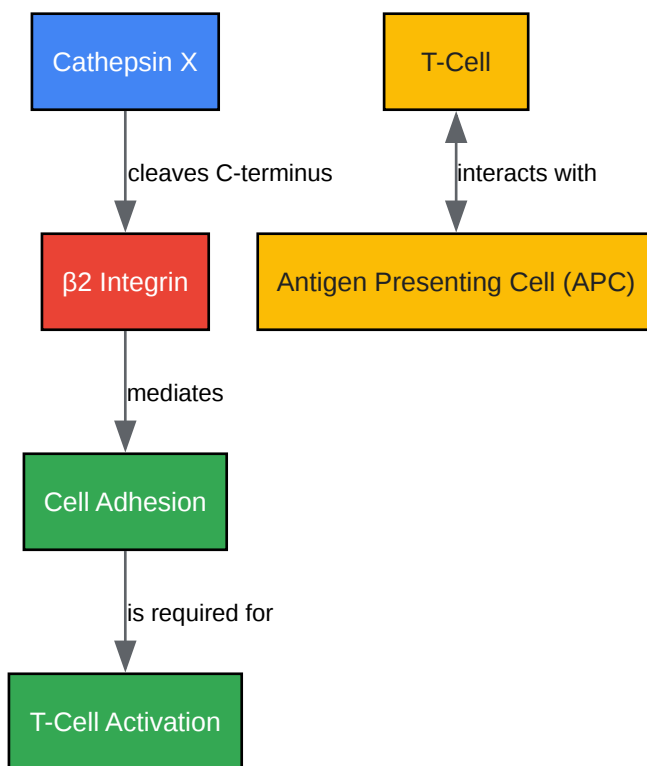 Cathepsin X
T-Cell
cleaves C-terminus
interacts with
β2 Integrin
Antigen Presenting Cell (APC)
mediates
Cell Adhesion
is required for
T-Cell Activation